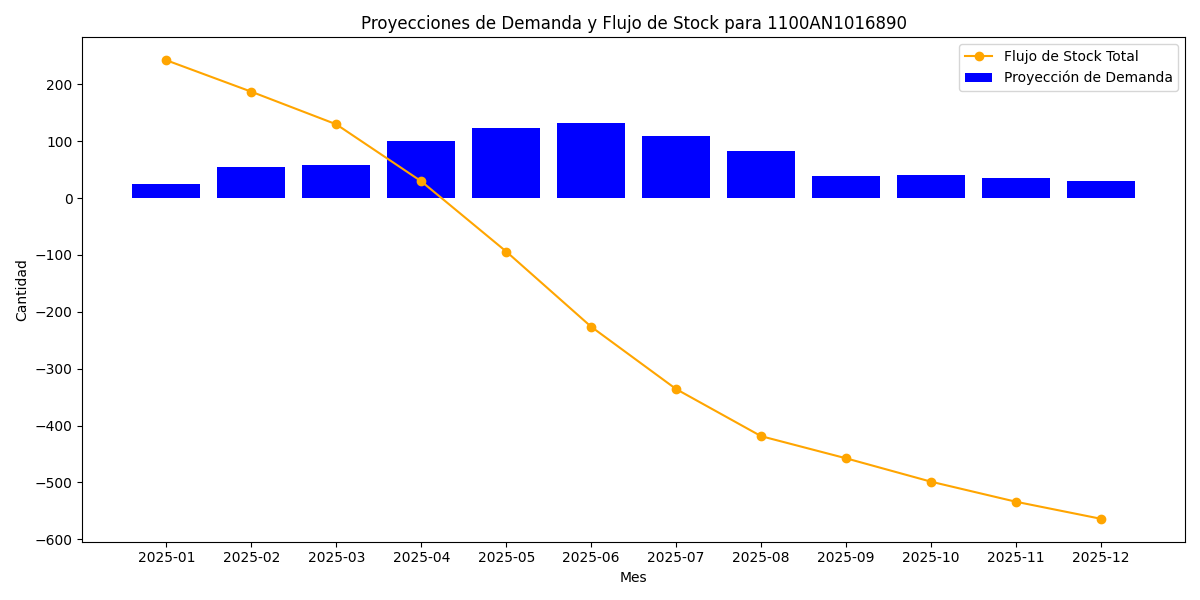 Proyecciones de Demanda y Flujo de Stock para 1100AN1016890
Flujo de Stock Total
Proyección de Demanda
Cantidad
200
100
0
−100
−200
−300
−400
−500
−600
2025-01 2025-02 2025-03 2025-04 2025-05 2025-06 2025-07 2025-08 2025-09 2025-10 2025-11 2025-12
Mes